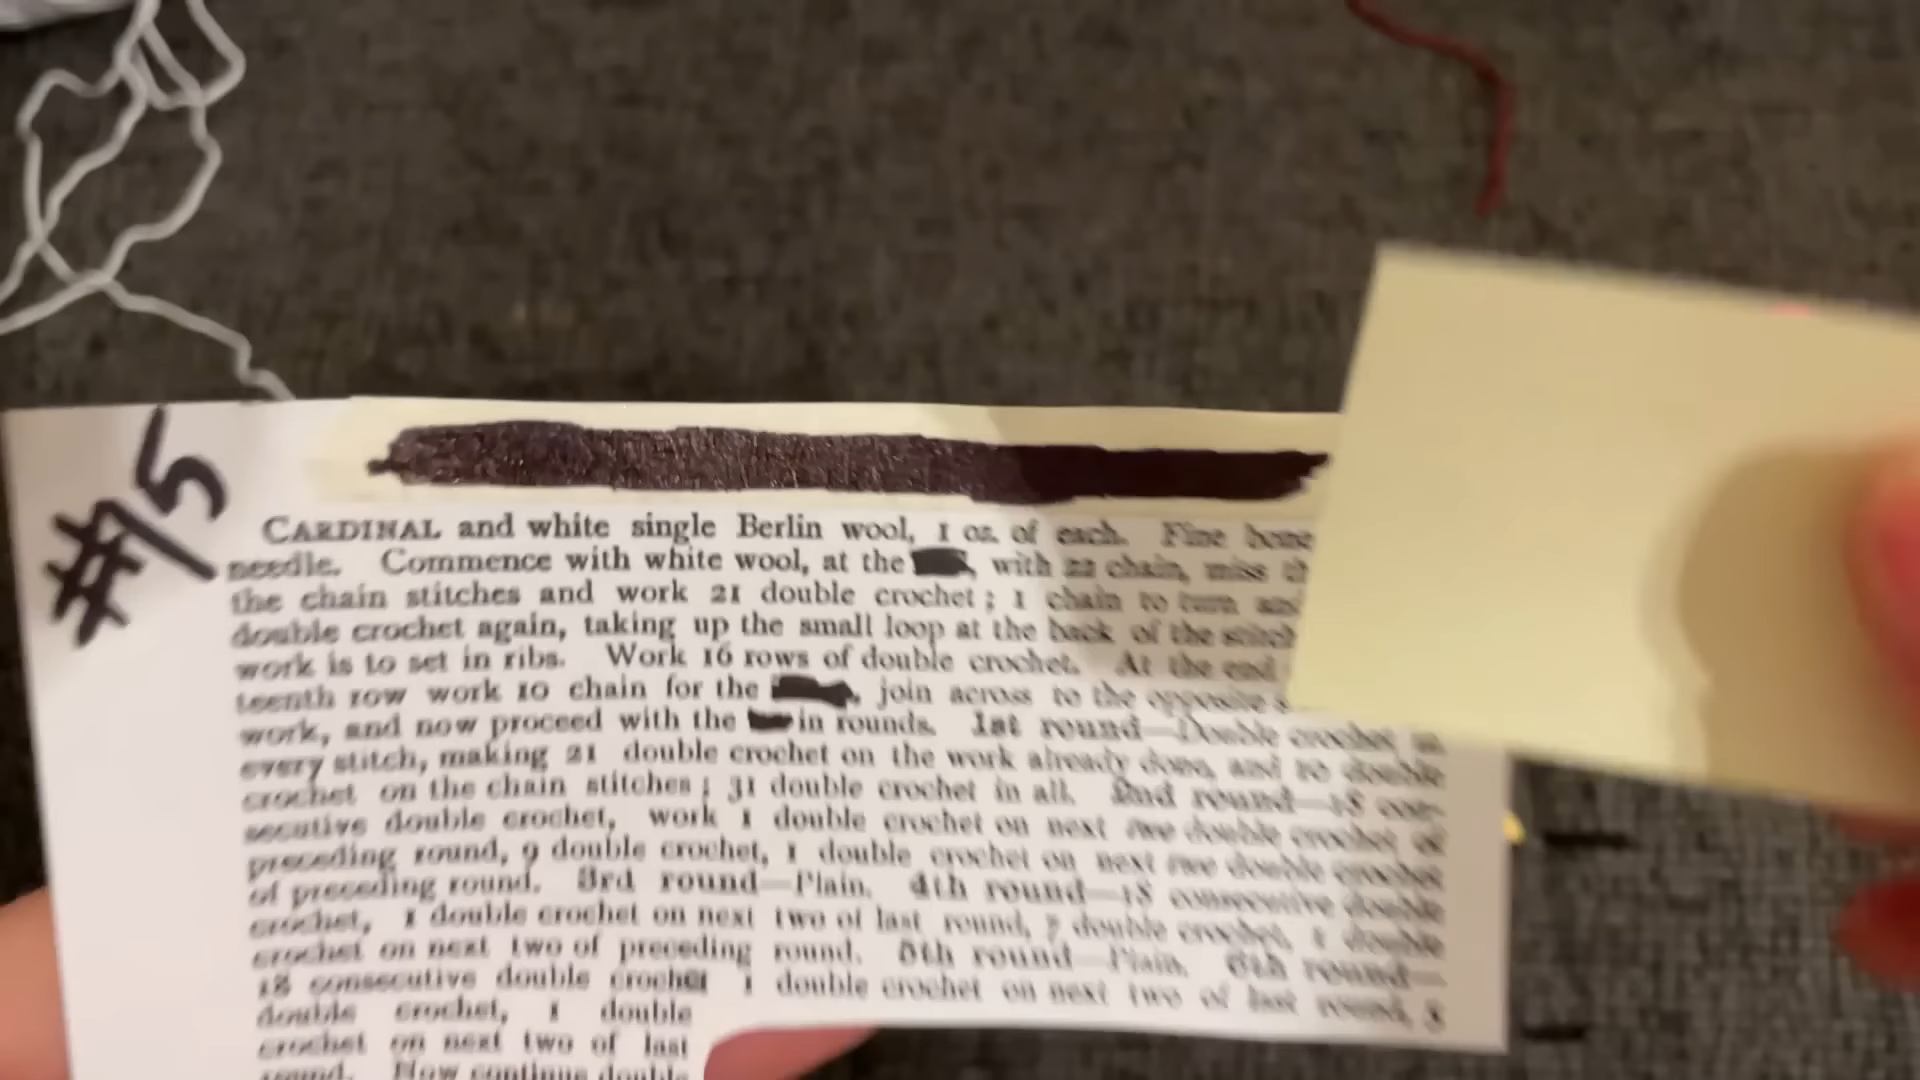 #15
CARDINAL and white single Berlin wool, 1 oz. of each. Fine bone
needle. Commence with white wool, at the , with 22 chain, miss
the chain stitches and work 21 double crochet; 1 chain to turn and
double crochet again, taking up the small loop at the back of the stitch
work is to set in ribs. Work 16 rows of double crochet. At the end
teenth row work 10 chain for the , join across to the opposite
work, and now proceed with the in rounds. 1st round—Double crochet in
every stitch, making 21 double crochet on the work already done, and 10 double
crochet on the chain stitches; 31 double crochet in all. 2nd round—18 con-
secutive double crochet, work 1 double crochet on next two double crochet of
preceding round, 9 double crochet, 1 double crochet on next two double crochet
of preceding round. 3rd round—Plain. 4th round—18 consecutive double
crochet, 1 double crochet on next two of last round, 7 double crochet, 1 double
crochet on next two of preceding round. 5th round—Plain. 6th round—
18 consecutive double crochet 1 double crochet on next two of last round, 5
double crochet, 1 double
crochet on next two of last
round. Now continue double